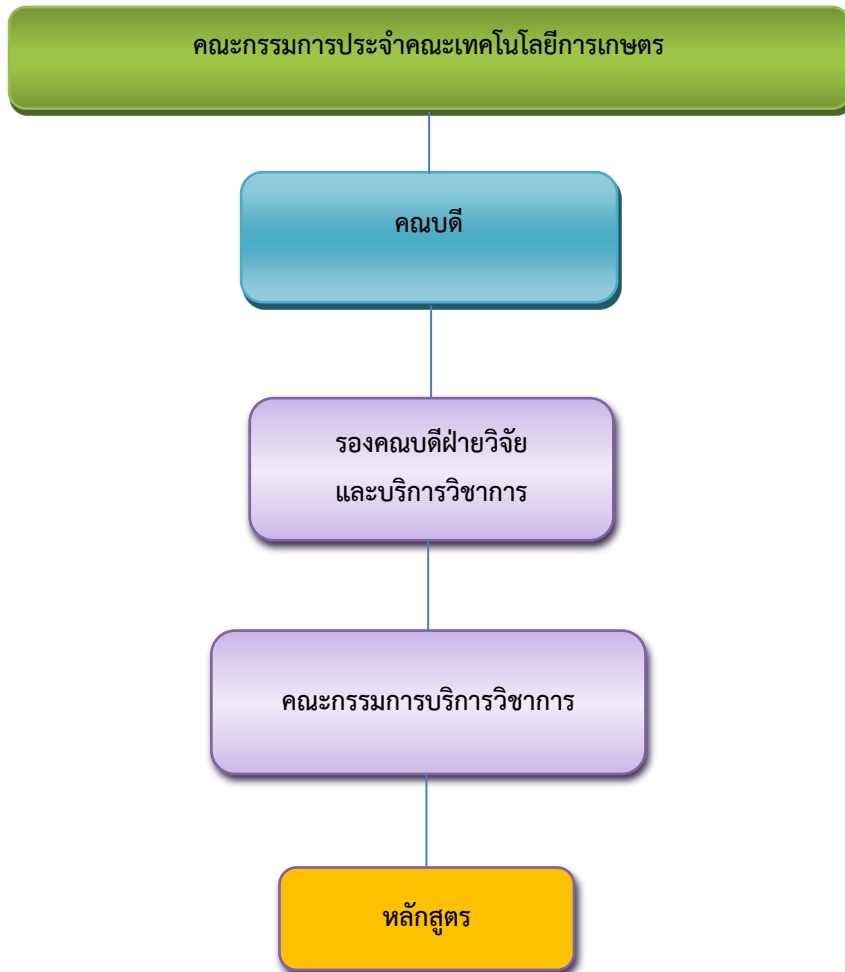 คณะกรรมการประจำคณะเทคโนโลยีการเกษตร
คณบดี
รองคณบดีฝ่ายวิจัย
และบริการวิชาการ
คณะกรรมการบริการวิชาการ
หลักสูตร